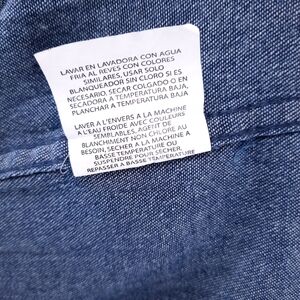 LAVAR EN LAVADORA CON AGUA
FRIA AL REVES CON COLORES
SIMILARES, USAR SOLO
BLANQUEADOR SIN CLORO SI ES
NECESARIO, SECAR COLGADO O EN
SECADORA A TEMPERATURA BAJA,
PLANCHAR A TEMPERATURA BAJA.
LAVER A L'ENVERS A LA MACHINE
A L'EAU FROIDE AVEC COULEURS
SEMBLABLES, AGENT DE
BLANCHIMENT NON CHLORE AU
BESOIN, SECHER A LA MACHINE A
BASSE TEMPERATURE OU
SUSPENDRE POUR SECHER,
REPASSER A BASSE TEMPERATURE